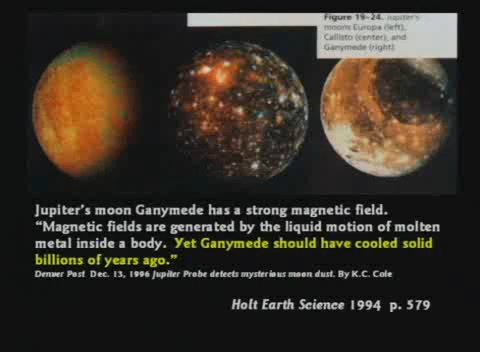 Figure 19-24. Jupiter's
moons Europa (left),
Callisto (center), and
Ganymede (right)
Jupiter's moon Ganymede has a strong magnetic field.
"Magnetic fields are generated by the liquid motion of molten
metal inside a body. Yet Ganymede should have cooled solid
billions of years ago."
Denver Post Dec. 13, 1996 Jupiter Probe detects mysterious moon dust. By K.C. Cole
Holt Earth Science 1994 p. 579